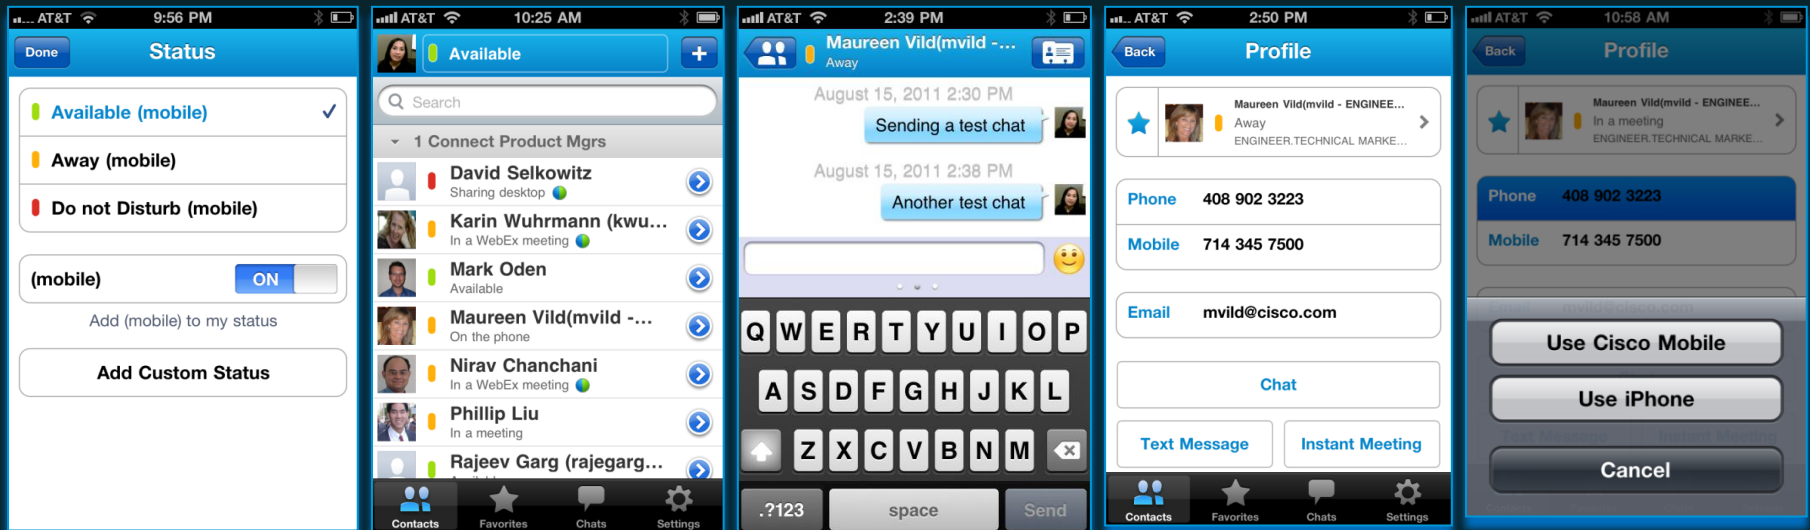 AT&T 9:56 PM
Done Status
Available (mobile)
Away (mobile)
Do not Disturb (mobile)
(mobile) ON
Add (mobile) to my status
Add Custom Status
AT&T 10:25 AM
Available +
Search
1 Connect Product Mgrs
David Selkowitz
Sharing desktop
Karin Wuhrmann (kwu...
In a WebEx meeting
Mark Oden
Available
Maureen Vild(mvild -...
On the phone
Nirav Chanchani
In a WebEx meeting
Phillip Liu
In a meeting
Rajeev Garg (rajegarg...
Contacts Favorites Chats Settings
AT&T 2:39 PM
Maureen Vild(mvild -...
Away
August 15, 2011 2:30 PM
Sending a test chat
August 15, 2011 2:38 PM
Another test chat
Q W E R T Y U I O P
A S D F G H J K L
Z X C V B N M
.?123 space Send
AT&T 2:50 PM
Back Profile
Maureen Vild(mvild - ENGINEE...
Away
ENGINEER.TECHNICAL MARKE...
Phone 408 902 3223
Mobile 714 345 7500
Email mvild@cisco.com
Chat
Text Message Instant Meeting
Contacts Favorites Chats Settings
AT&T 10:58 AM
Back Profile
Maureen Vild(mvild - ENGINEE...
In a meeting
ENGINEER.TECHNICAL MARKE...
Phone 408 902 3223
Mobile 714 345 7500
Email mvild@cisco.com
Use Cisco Mobile
Use iPhone
Text Message Instant Meeting
Cancel